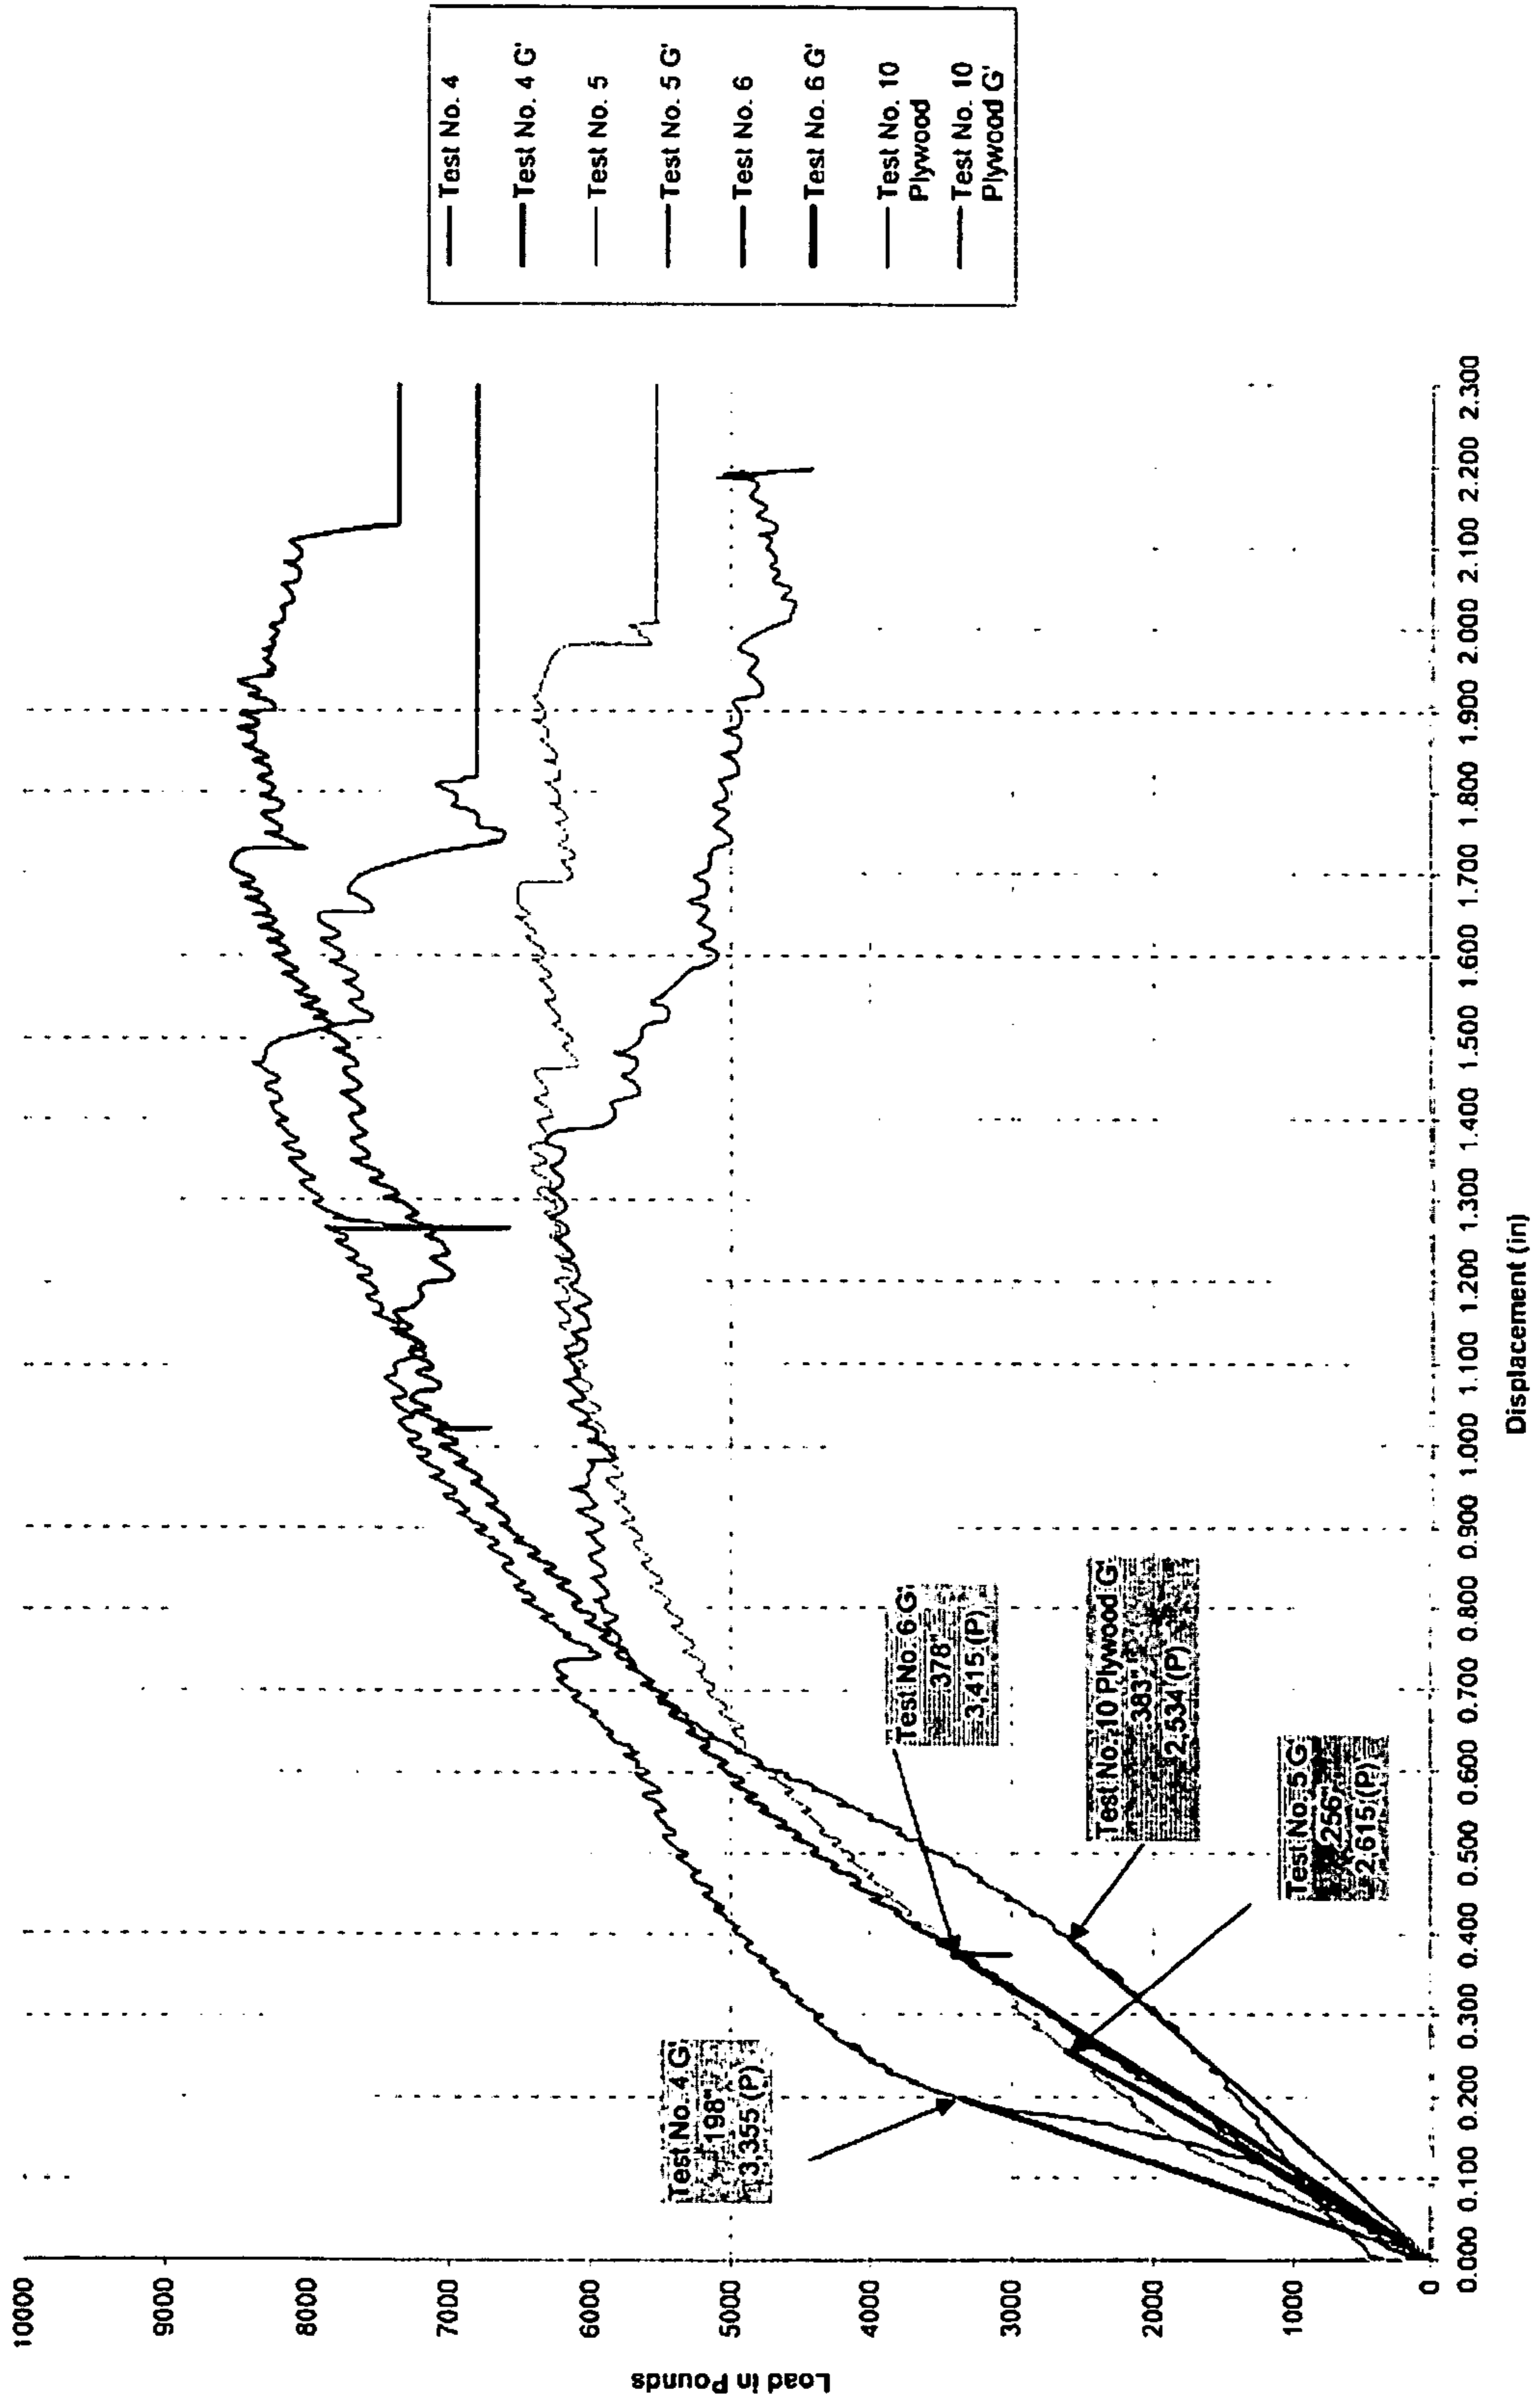 10000
9000
8000
7000
6000
5000
4000
3000
2000
1000
0
Load in Pounds
0.000 0.100 0.200 0.300 0.400 0.500 0.600 0.700 0.800 0.900 1.000 1.100 1.200 1.300 1.400 1.500 1.600 1.700 1.800 1.900 2.000 2.100 2.200 2.300
Displacement (in)
Test No. 4 G'
.198"
3,355 (P)
Test No. 6 G'
.378"
3,415 (P)
Test No. 10 Plywood G'
.383"
2,534 (P)
Test No. 5 G'
.256"
2,615 (P)
Test No. 4
Test No. 4 G'
Test No. 5
Test No. 5 G'
Test No. 6
Test No. 6 G'
Test No. 10
Plywood
Test No. 10
Plywood G'